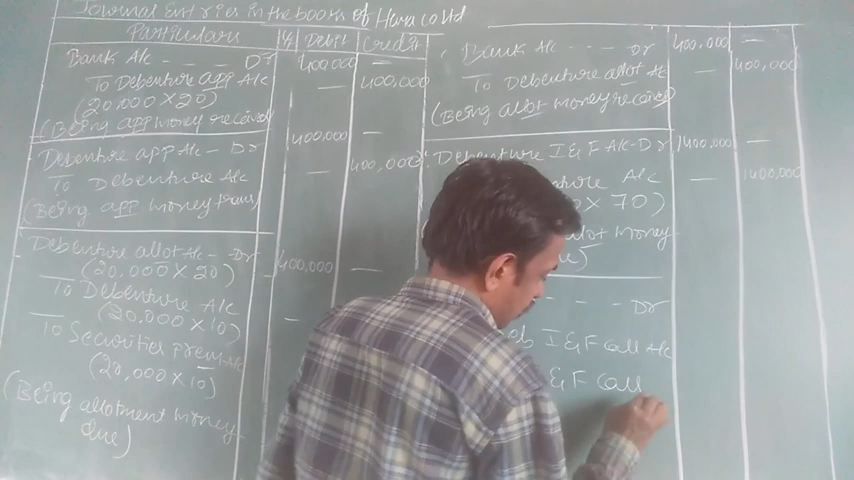 Journal Entries in the books of Hara Co ltd
Particulars L/F Debit Credit
Bank A/c - - - - Dr 400,000 —
To Debenture app A/c — 400,000
(20,000 × 20)
(Being app money received)
Debenture app A/c - Dr 400,000 —
To Debenture A/c — 400,000
(Being app money trans)
Debenture allot A/c - Dr 400,000 —
(20,000 × 20)
To Debenture A/c
(20,000 × 10) —
To Securities prem A/c
(20,000 × 10)
(Being allotment money
due)
Bank A/c - - - - Dr 400,000 —
To Debenture allot A/c — 400,000
(Being allot money received)
Debenture I & F A/c - Dr 1400,000 —
A/c — 1400,000
× 70)
money
- - - Dr
I & F Call A/c
& F Call